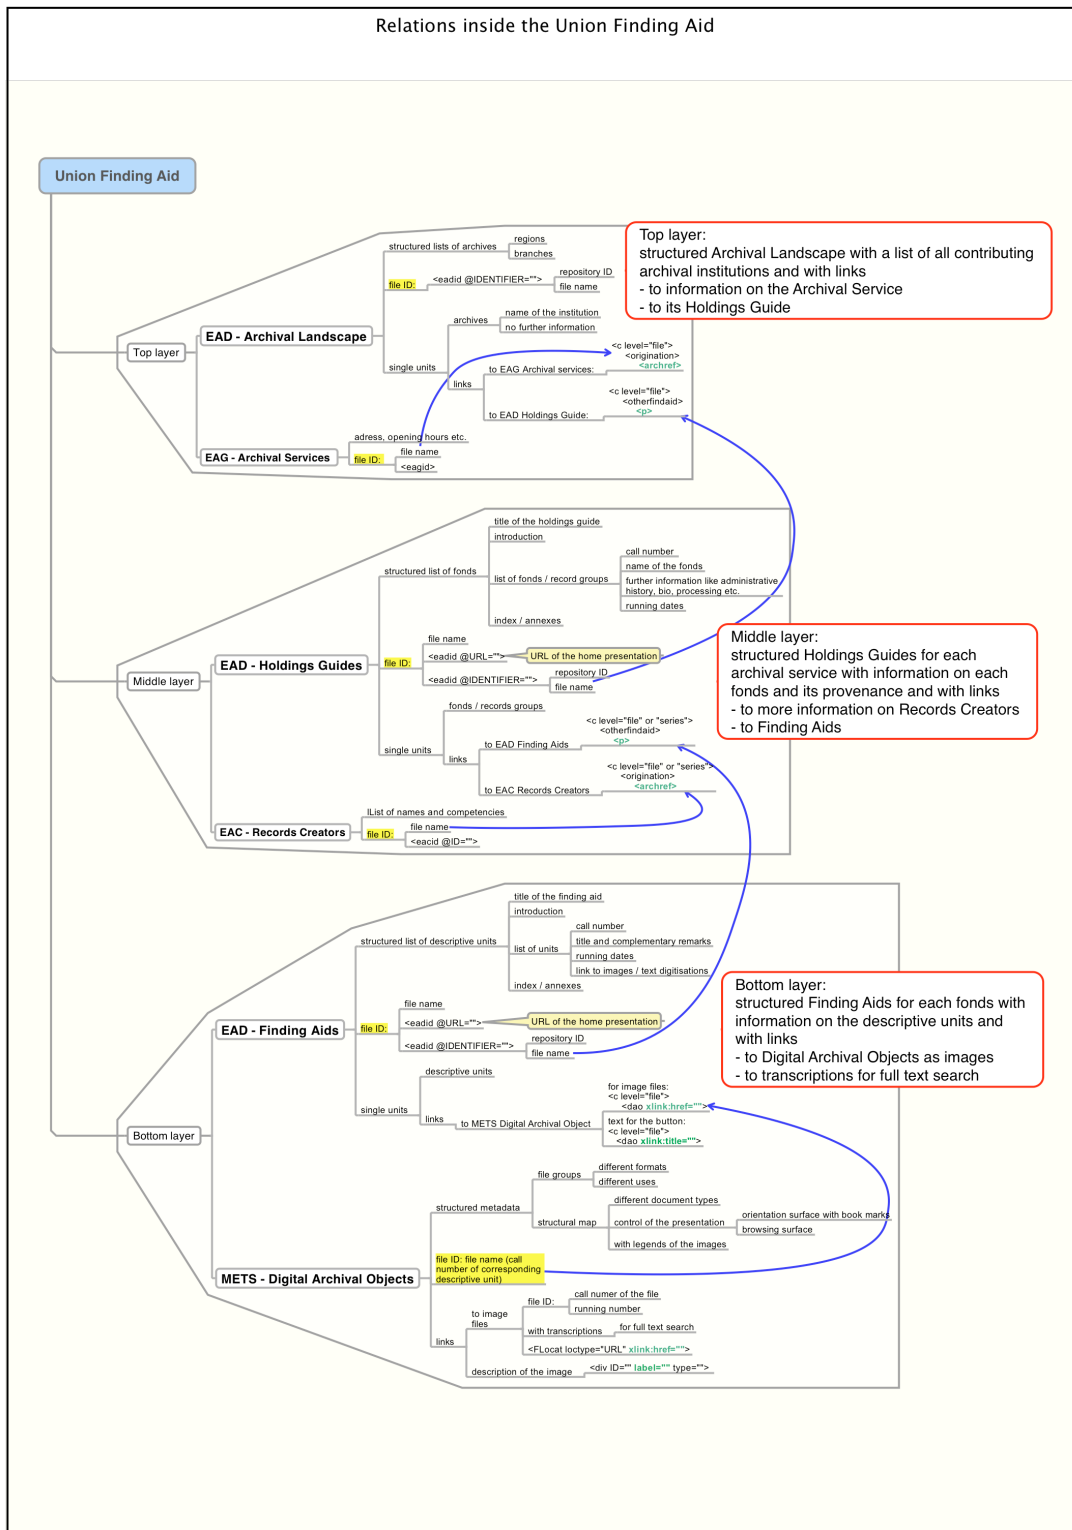 Relations inside the Union Finding Aid
Union Finding Aid
Top layer:
structured Archival Landscape with a list of all contributing
archival institutions and with links
- to information on the Archival Service
- to its Holdings Guide
Top layer
EAD - Archival Landscape
structured lists of archives
regions
branches
file ID:
<eadid @IDENTIFIER="">
repository ID
file name
single units
archives
name of the institution
no further information
links
to EAG Archival services:
<c level="file">
<origination>
<archref>
to EAD Holdings Guide:
<c level="file">
<otherfindaid>
<p>
EAG - Archival Services
adress, opening hours etc.
file ID:
file name
<eagid>
Middle layer
EAD - Holdings Guides
structured list of fonds
title of the holdings guide
introduction
list of fonds / record groups
call number
name of the fonds
further information like administrative
history, bio, processing etc.
running dates
index / annexes
file ID:
file name
<eadid @URL="">
URL of the home presentation
<eadid @IDENTIFIER="">
repository ID
file name
Middle layer:
structured Holdings Guides for each
archival service with information on each
fonds and its provenance and with links
- to more information on Records Creators
- to Finding Aids
single units
fonds / records groups
links
to EAD Finding Aids
<c level="file" or "series">
<otherfindaid>
<p>
to EAC Records Creators
<c level="file" or "series">
<origination>
<archref>
EAC - Records Creators
lList of names and competencies
file ID:
file name
<eacid @ID="">
Bottom layer
EAD - Finding Aids
structured list of descriptive units
title of the finding aid
introduction
list of units
call number
title and complementary remarks
running dates
link to images / text digitisations
index / annexes
file ID:
file name
<eadid @URL="">
URL of the home presentation
<eadid @IDENTIFIER="">
repository ID
file name
Bottom layer:
structured Finding Aids for each fonds with
information on the descriptive units and
with links
- to Digital Archival Objects as images
- to transcriptions for full text search
single units
descriptive units
links
to METS Digital Archival Object
for image files:
<c level="file">
<dao xlink:href="">
text for the button:
<c level="file">
<dao xlink:title="">
METS - Digital Archival Objects
structured metadata
file groups
different formats
different uses
structural map
different document types
control of the presentation
orientation surface with book marks
browsing surface
with legends of the images
file ID: file name (call
number of corresponding
descriptive unit)
links
to image
files
file ID:
call numer of the file
running number
with transcriptions
for full text search
<FLocat loctype="URL" xlink:href="">
description of the image
<div ID="" label="" type="">